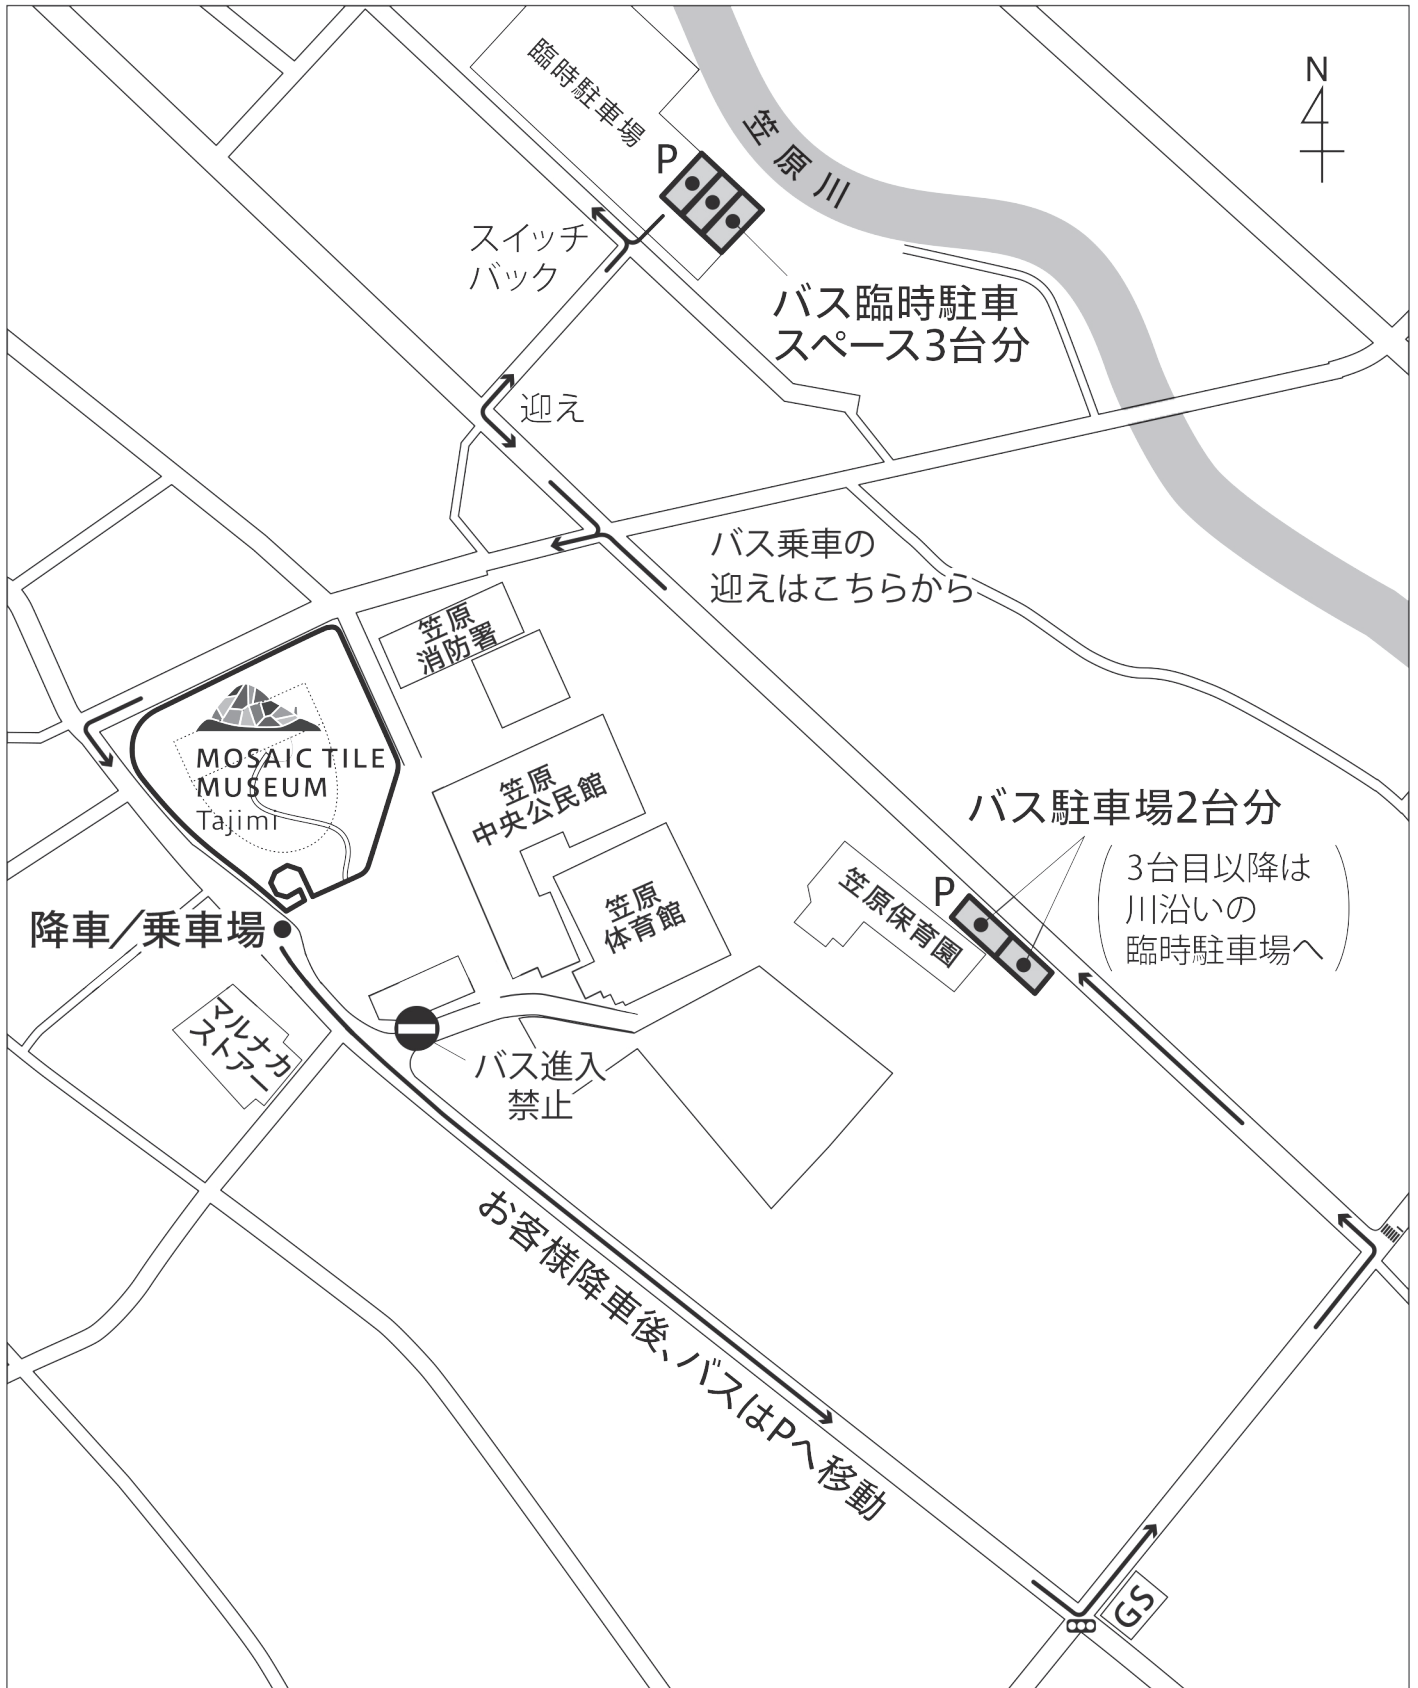 臨時駐車場
N
笠原川
P
スイッチ
バック
バス臨時駐車
スペース3台分
迎え
バス乗車の
迎えはこちらから
笠原
消防署
MOSAIC TILE
MUSEUM
Tajimi
笠原
中央公民館
バス駐車場2台分
3台目以降は
川沿いの
臨時駐車場へ
P
笠原保育園
笠原
体育館
降車/乗車場
マルナカ
ストアー
バス進入
禁止
お客様降車後、バスはPへ移動
GS